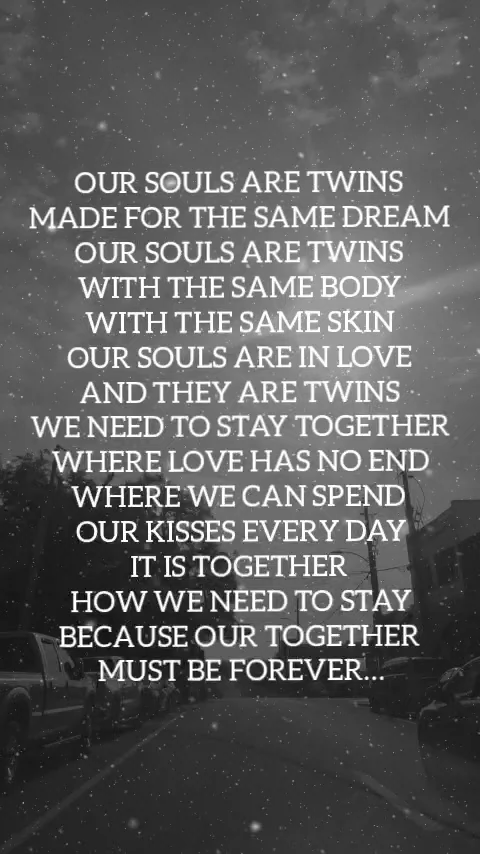 OUR SOULS ARE TWINS
MADE FOR THE SAME DREAM
OUR SOULS ARE TWINS
WITH THE SAME BODY
WITH THE SAME SKIN
OUR SOULS ARE IN LOVE
AND THEY ARE TWINS
WE NEED TO STAY TOGETHER
WHERE LOVE HAS NO END
WHERE WE CAN SPEND
OUR KISSES EVERY DAY
IT IS TOGETHER
HOW WE NEED TO STAY
BECAUSE OUR TOGETHER
MUST BE FOREVER...